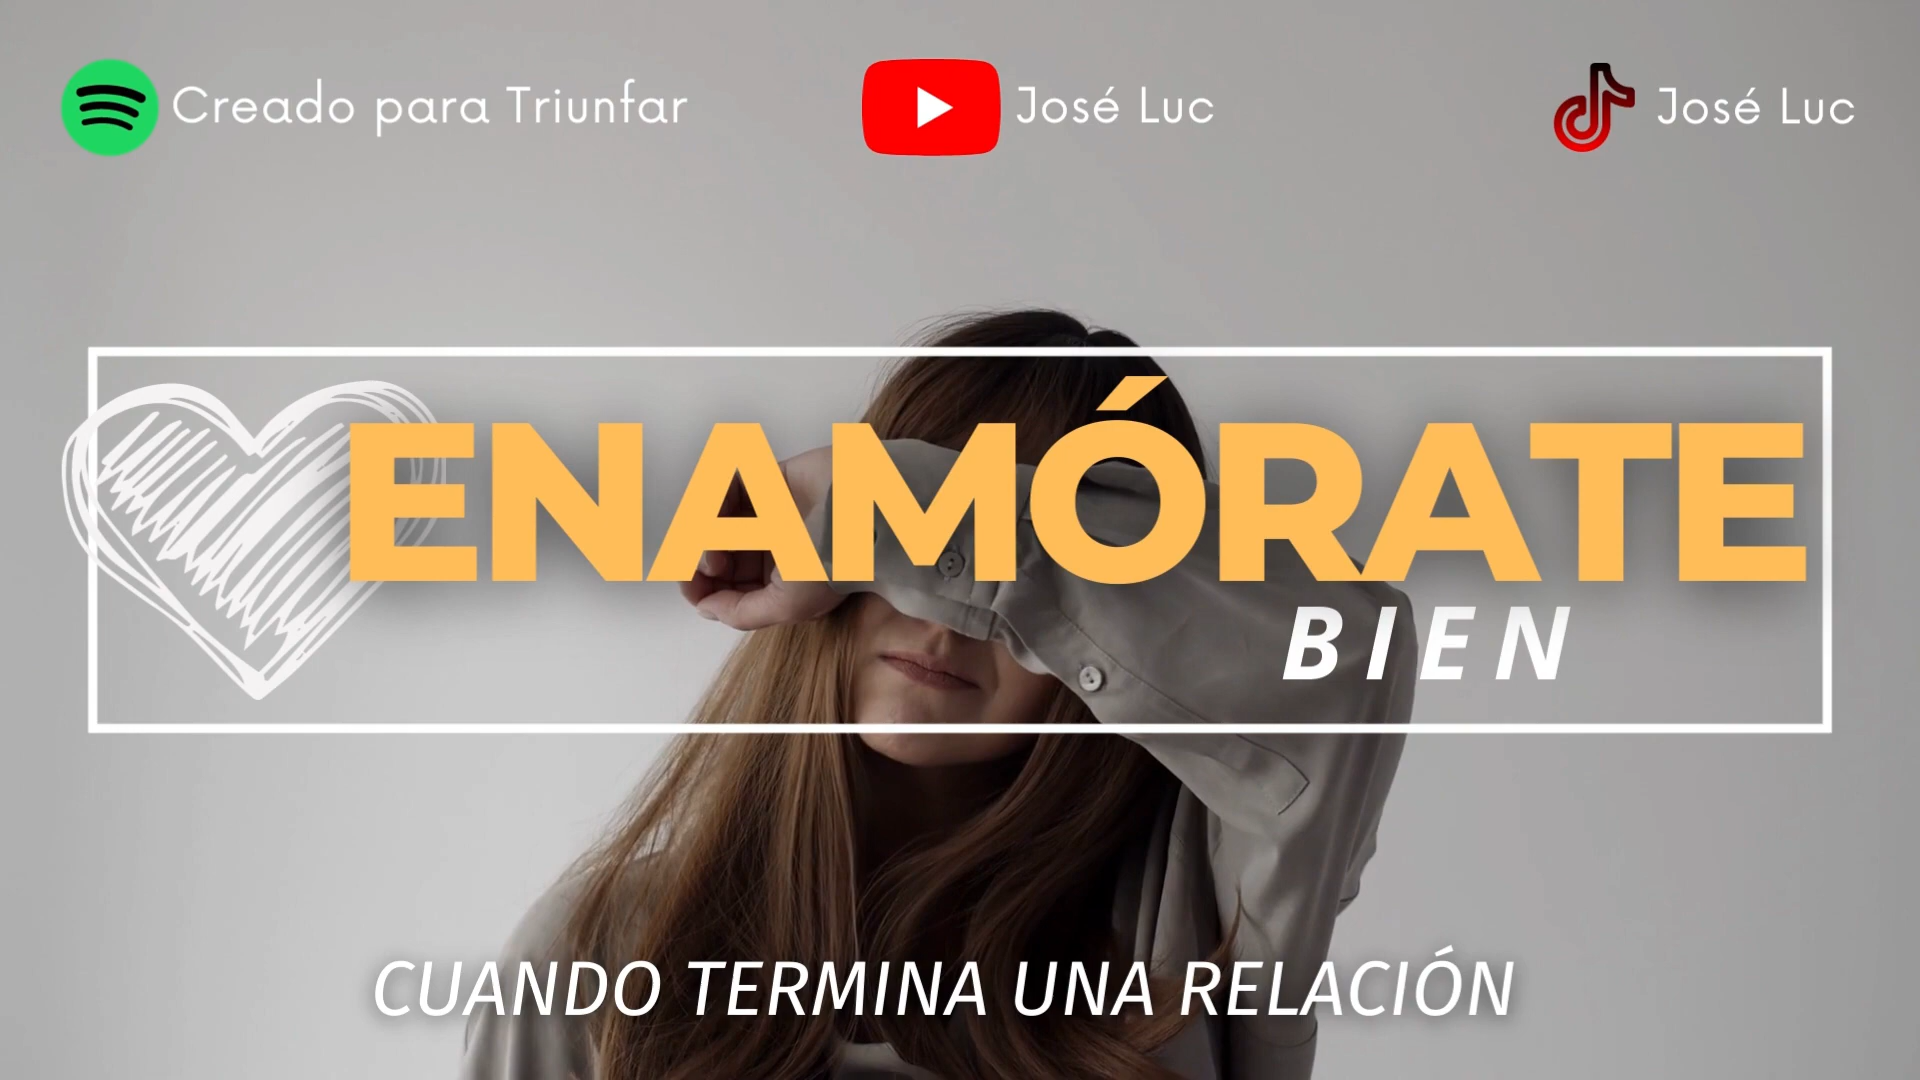 Creado para Triunfar
José Luc
José Luc
ENAMÓRATE
BIEN
CUANDO TERMINA UNA RELACIÓN